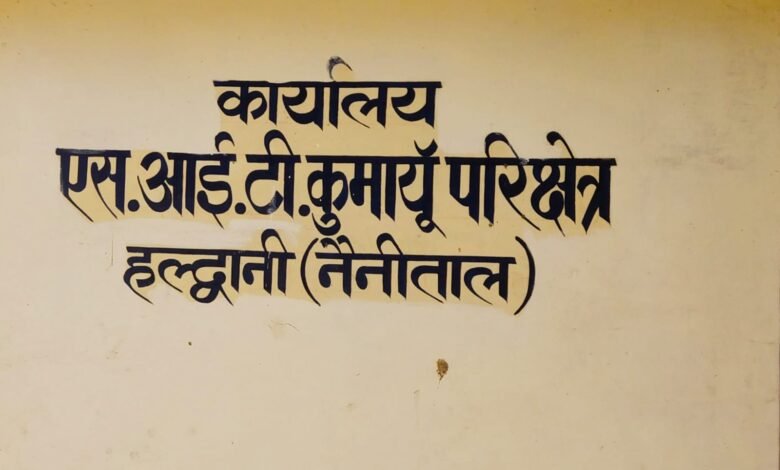 कार्यालय
एस.आई.टी.कुमायूँ परिक्षेत्र
हल्द्वानी (नैनीताल)